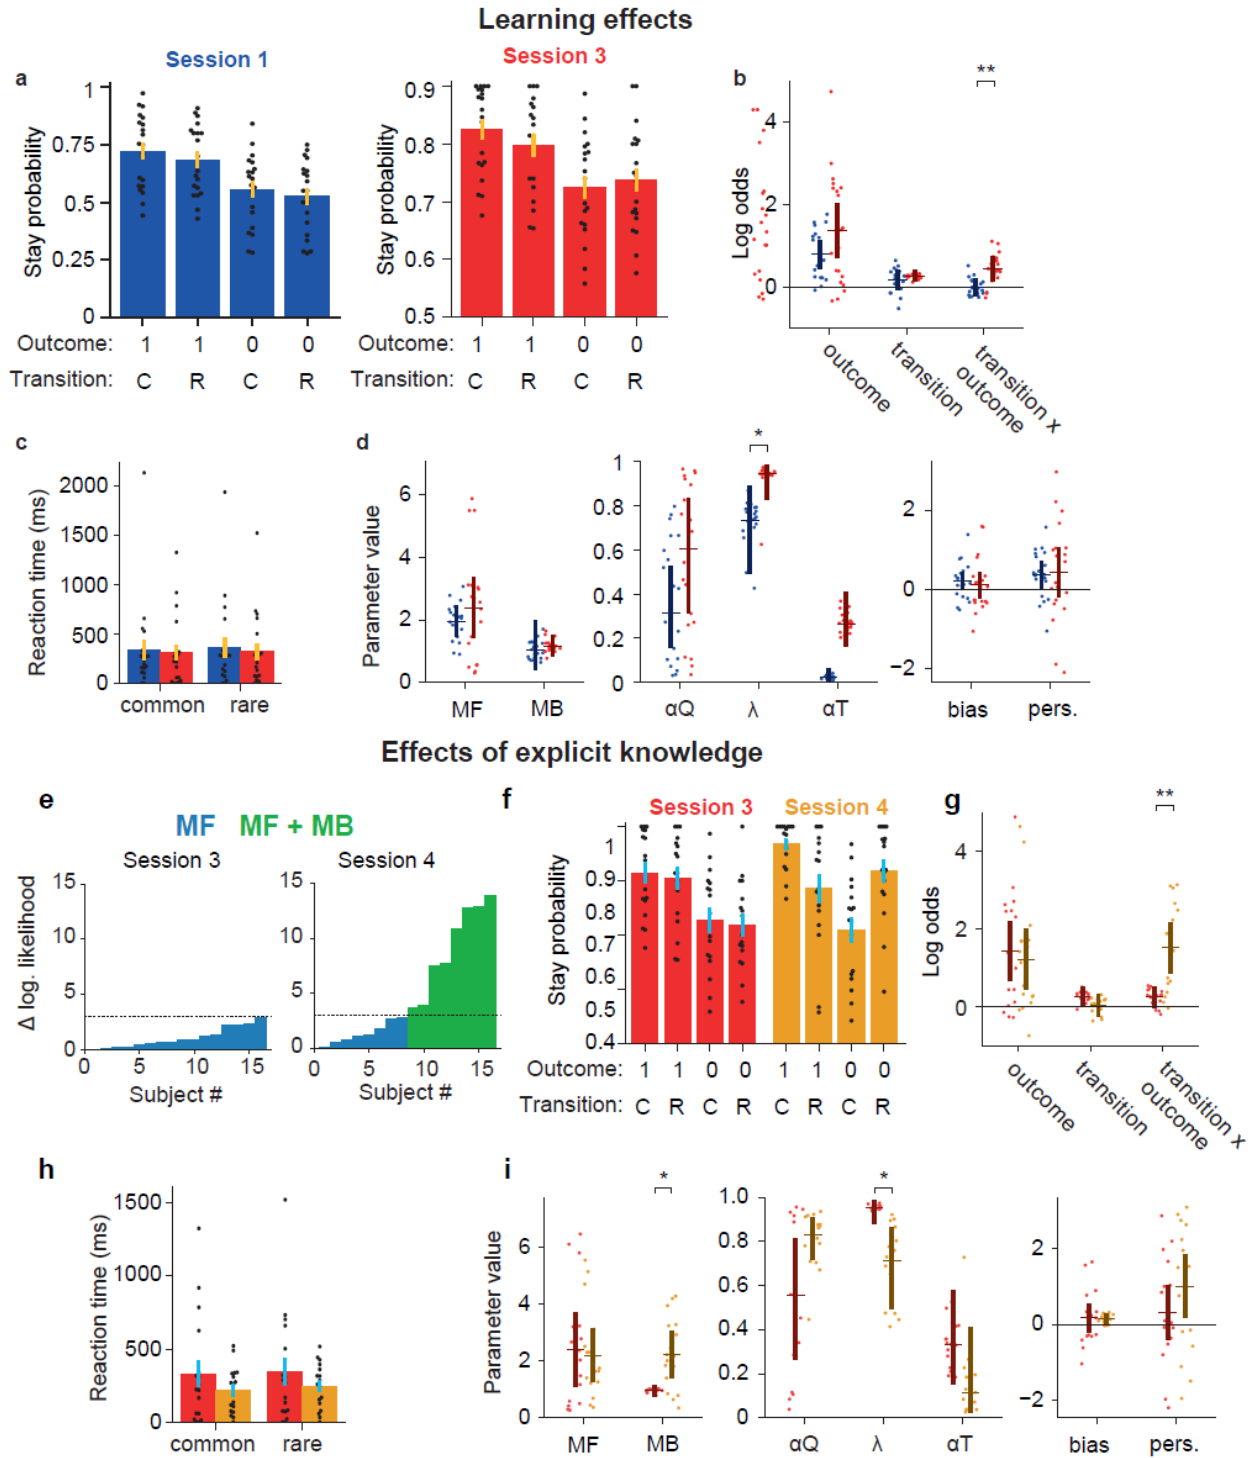 Learning effects
Session 1
Session 3
a
b
Stay probability
1
0.75
0.5
0.25
0
Outcome: 1 1 0 0
Transition: C R C R
Stay probability
0.9
0.8
0.7
0.6
0.5
Outcome: 1 1 0 0
Transition: C R C R
**
Log odds
4
2
0
outcome
transition
transition x
outcome
c
d
Reaction time (ms)
2000
1500
1000
500
0
common rare
Parameter value
6
4
2
0
MF MB
*
1
0.8
0.6
0.4
0.2
0
αQ λ αT
2
0
−2
bias pers.
Effects of explicit knowledge
e
MF MF + MB
Session 3
Session 4
Δ log. likelihood
15
10
5
0
0 5 10 15
Subject #
15
10
5
0
0 5 10 15
Subject #
f
Session 3 Session 4
Stay probability
1
0.9
0.8
0.7
0.6
0.5
0.4
Outcome: 1 1 0 0 1 1 0 0
Transition: C R C R C R C R
g
**
Log odds
4
2
0
outcome
transition
transition x
outcome
h
Reaction time (ms)
1500
1000
500
0
common rare
i
Parameter value
6
4
2
0
*
MF MB
*
1.0
0.8
0.6
0.4
0.2
0
αQ λ αT
2
0
−2
bias pers.